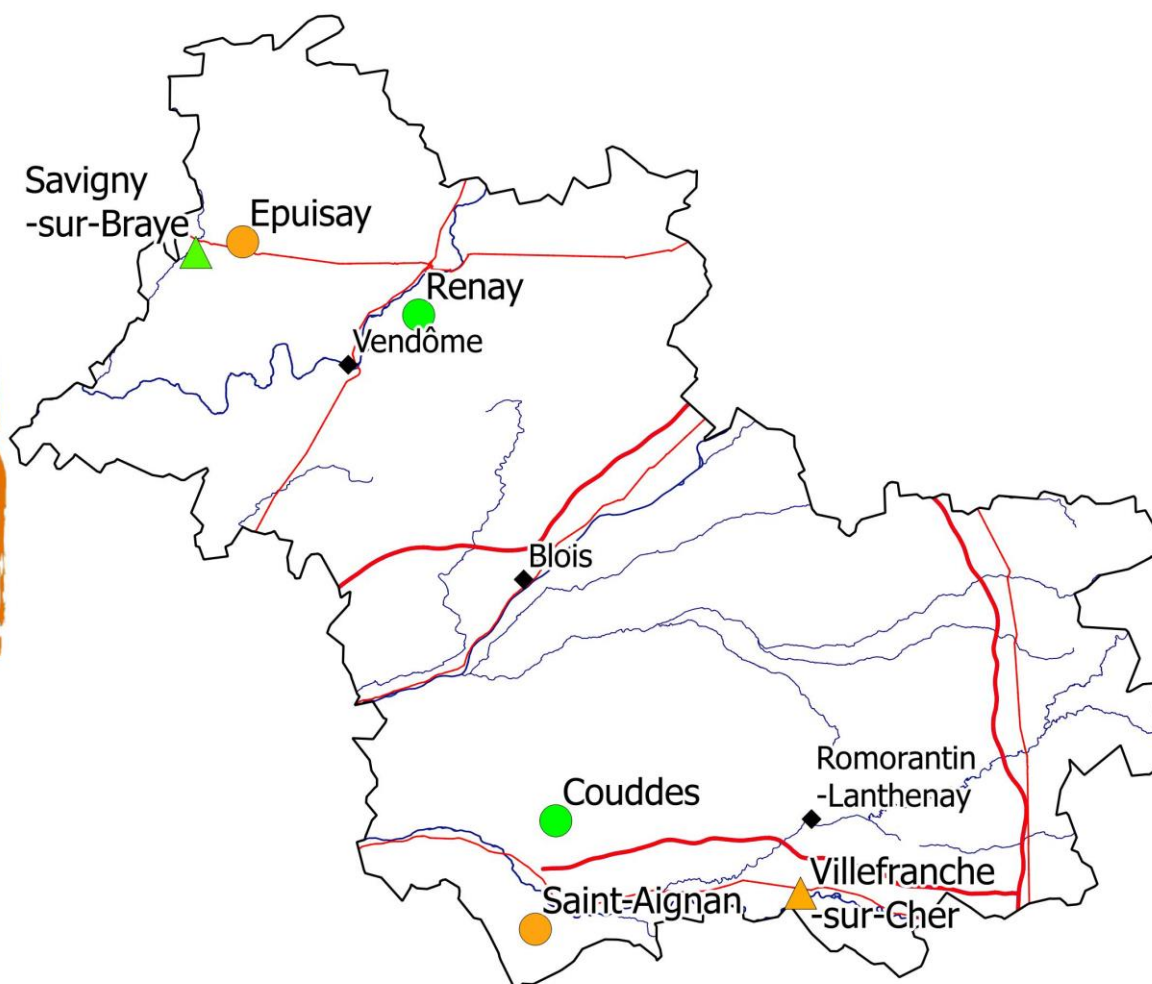 Savigny
-sur-Braye
Epuisay
Renay
Vendôme
Blois
Romorantin
-Lanthenay
Couddes
Villefranche
-sur-Cher
Saint-Aignan